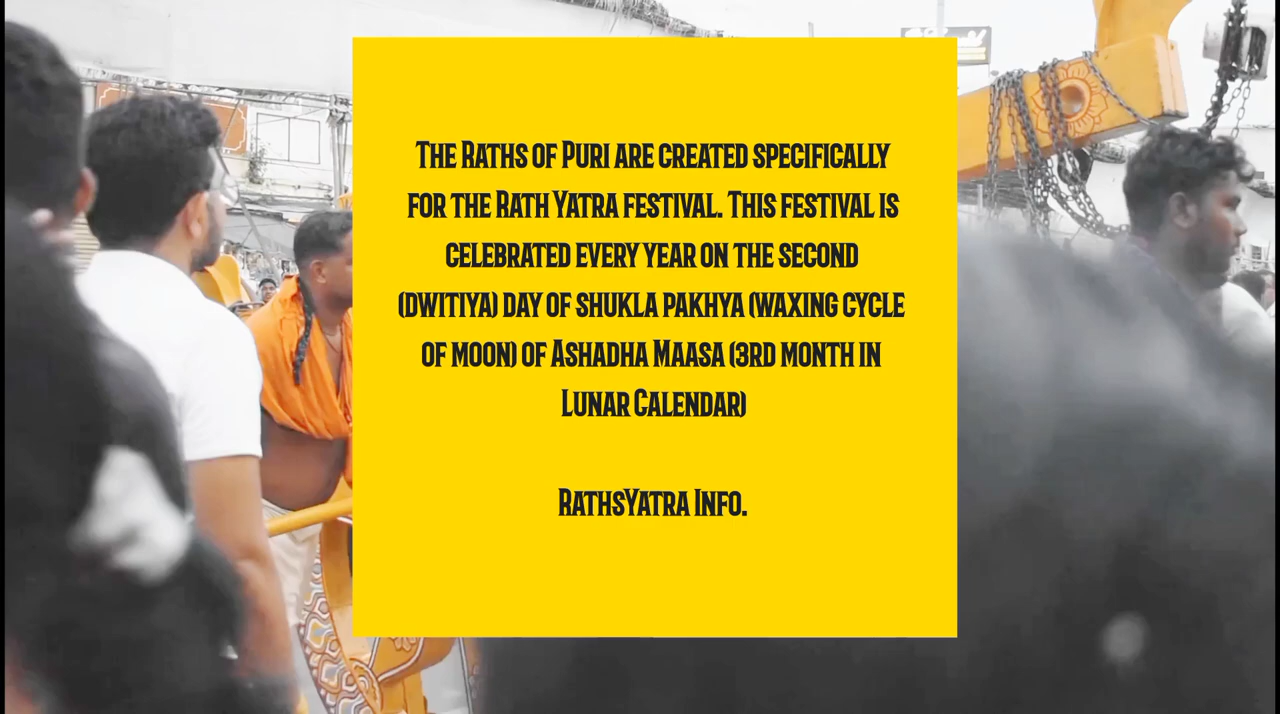 The Raths of Puri are created specifically
for the Rath Yatra festival. This festival is
celebrated every year on the second
(Dwitiya) day of Shukla Pakhya (waxing cycle
of moon) of Ashadha Maasa (3rd month in
Lunar Calendar)
RathsYatra Info.